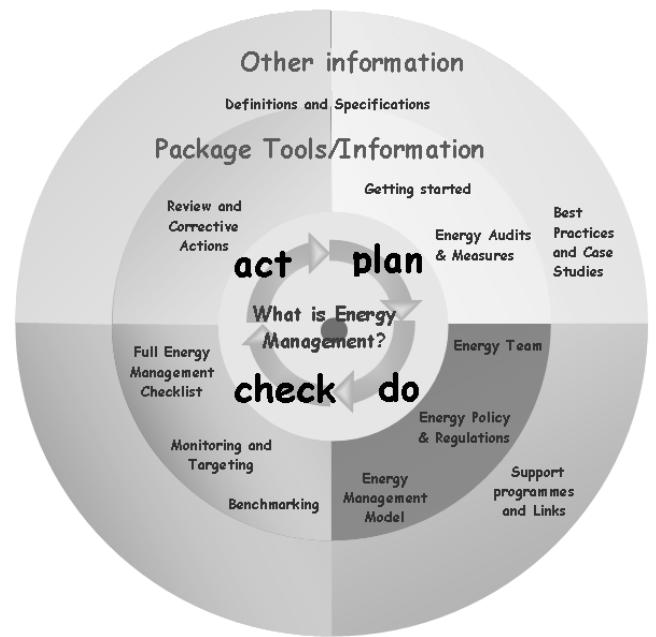 Other information
Definitions and Specifications
Package Tools/Information
Getting started
Review and
Corrective
Actions
Energy Audits
& Measures
Best
Practices
and Case
Studies
act
plan
What is Energy
Management?
check
do
Full Energy
Management
Checklist
Monitoring and
Targeting
Benchmarking
Energy Team
Energy Policy
& Regulations
Energy
Management
Model
Support
programmes
and Links